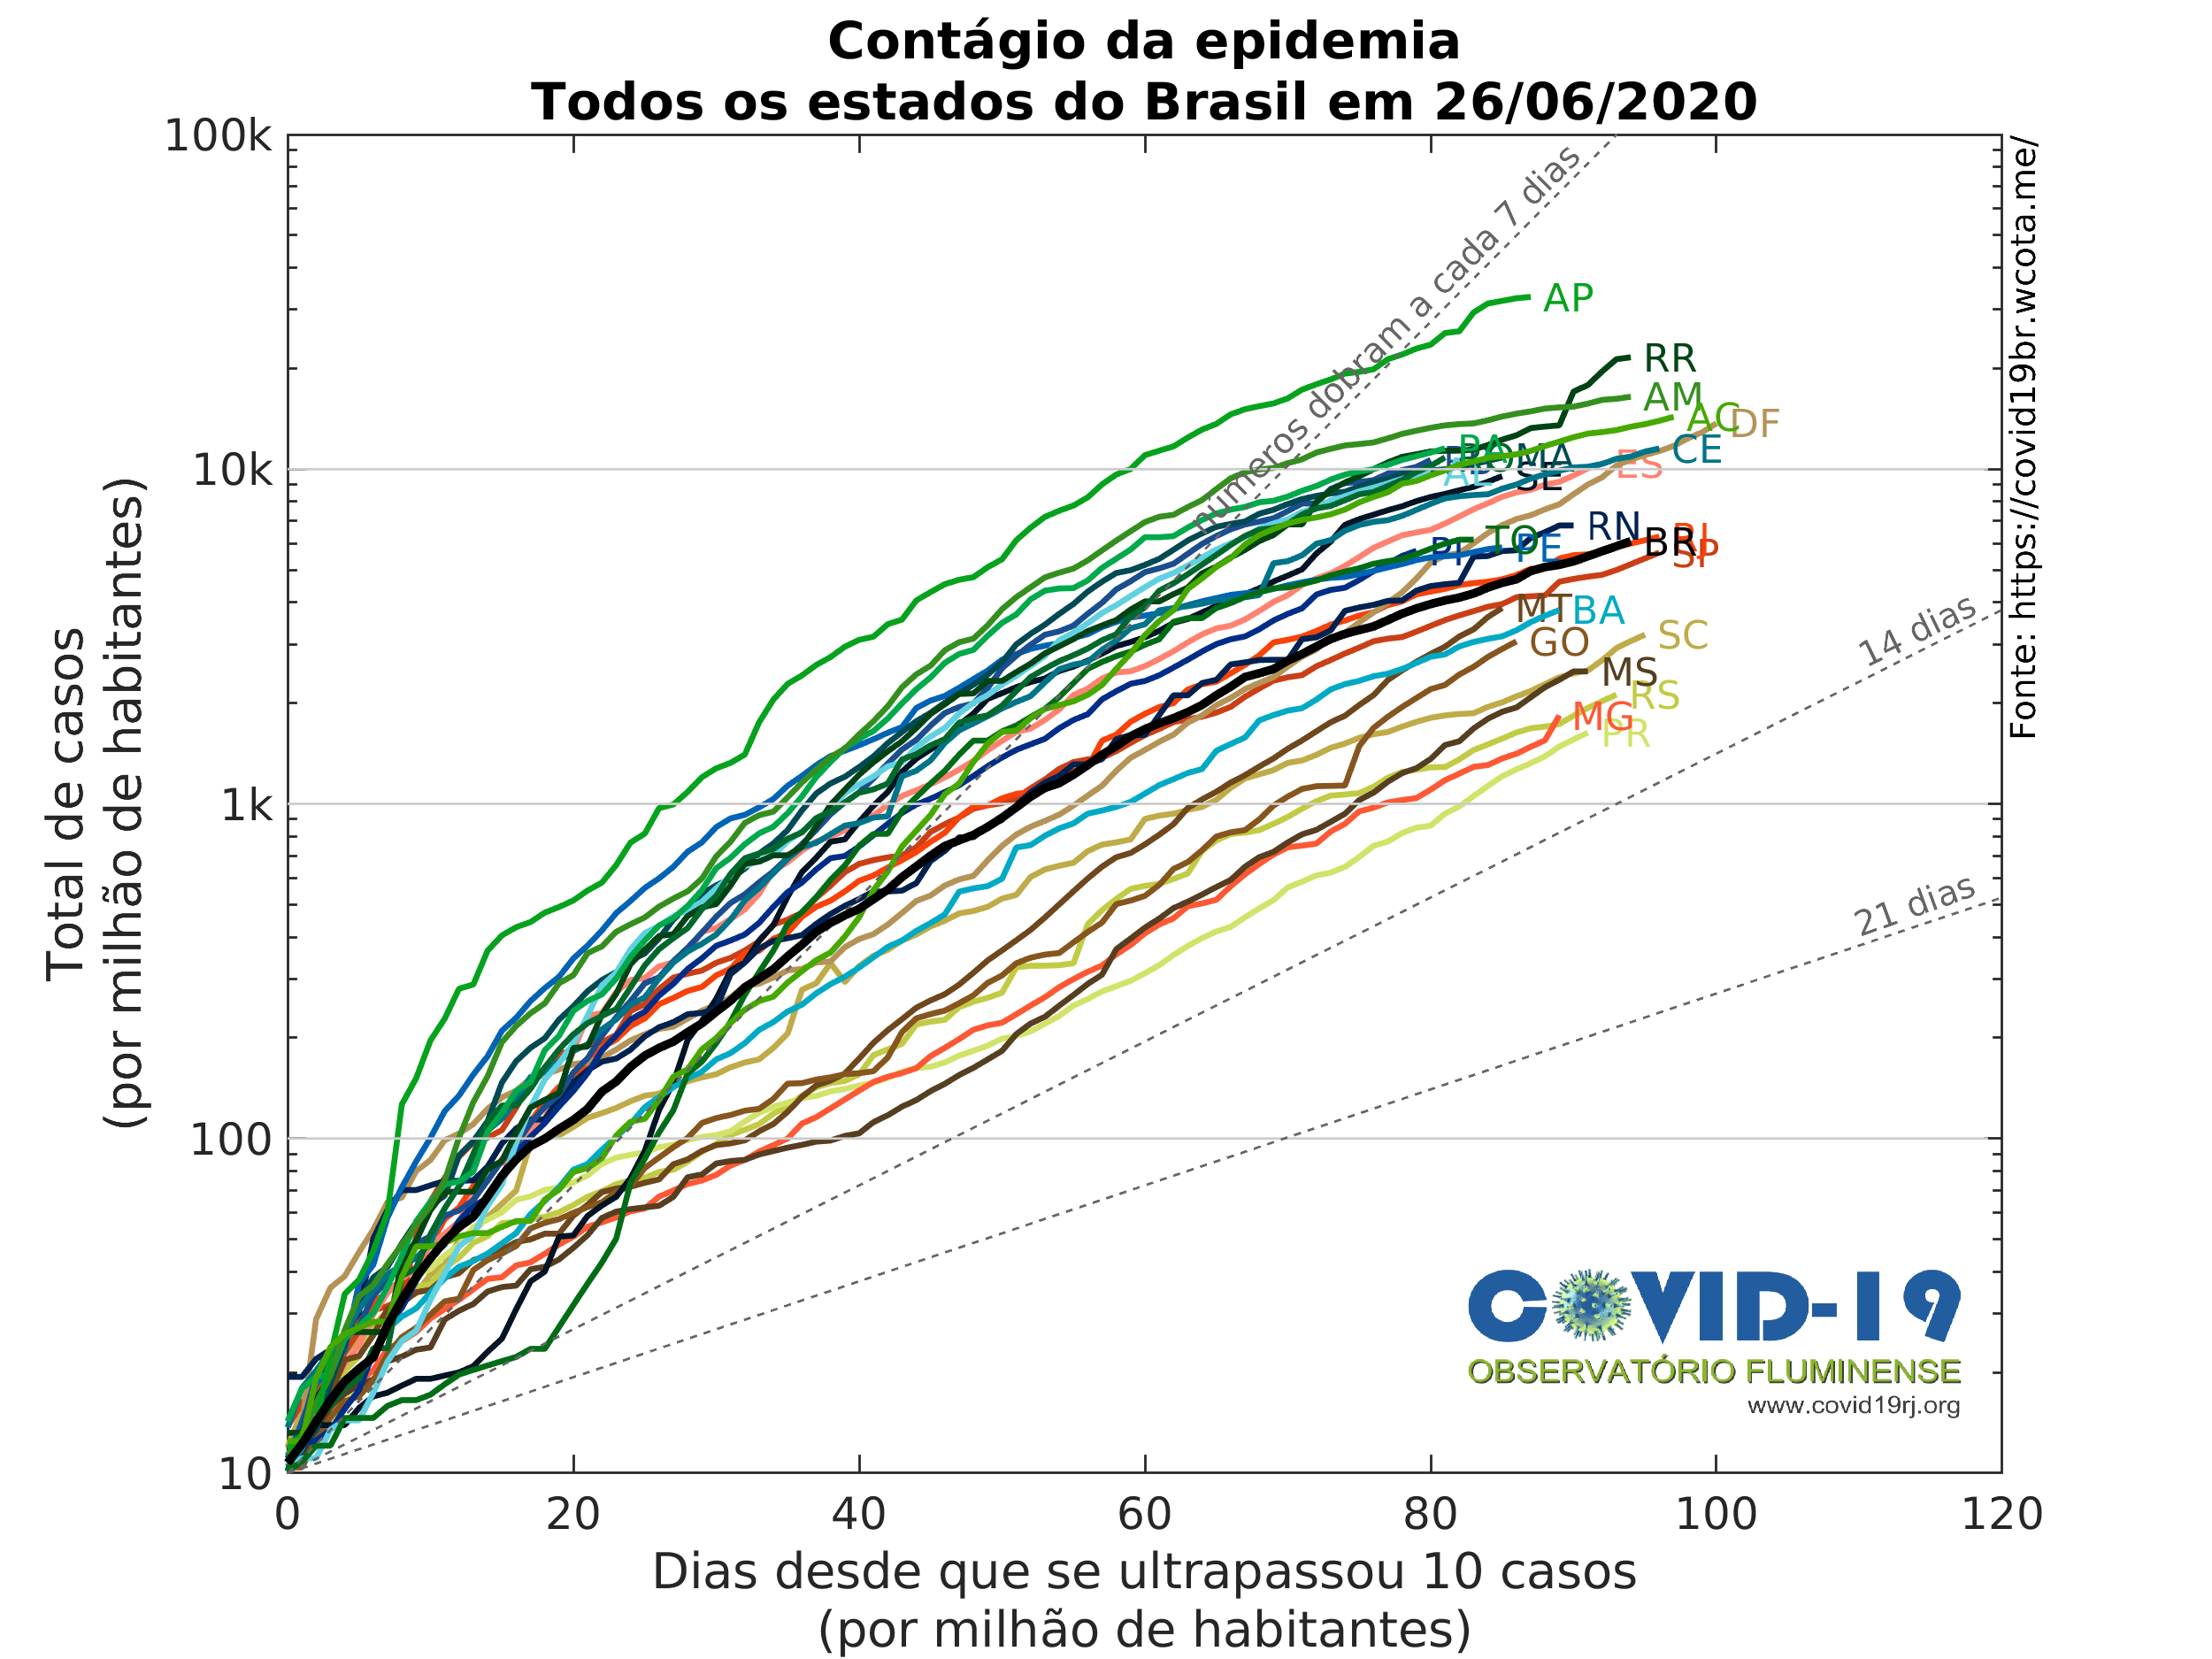 Contágio da epidemia
Todos os estados do Brasil em 26/06/2020
Total de casos
(por milhão de habitantes)
100k
10k
1k
100
10
0 20 40 60 80 100 120
Dias desde que se ultrapassou 10 casos
(por milhão de habitantes)
números dobram a cada 7 dias
14 dias
21 dias
AP
RR
AM
AC
DF
PA
MA
CE
AL
SE
ES
RN
TO
PI
PE
BR
RJ
SP
MT
BA
GO
SC
MS
RS
MG
PR
Fonte: https://covid19br.wcota.me/
COVID-19
OBSERVATÓRIO FLUMINENSE
www.covid19rj.org